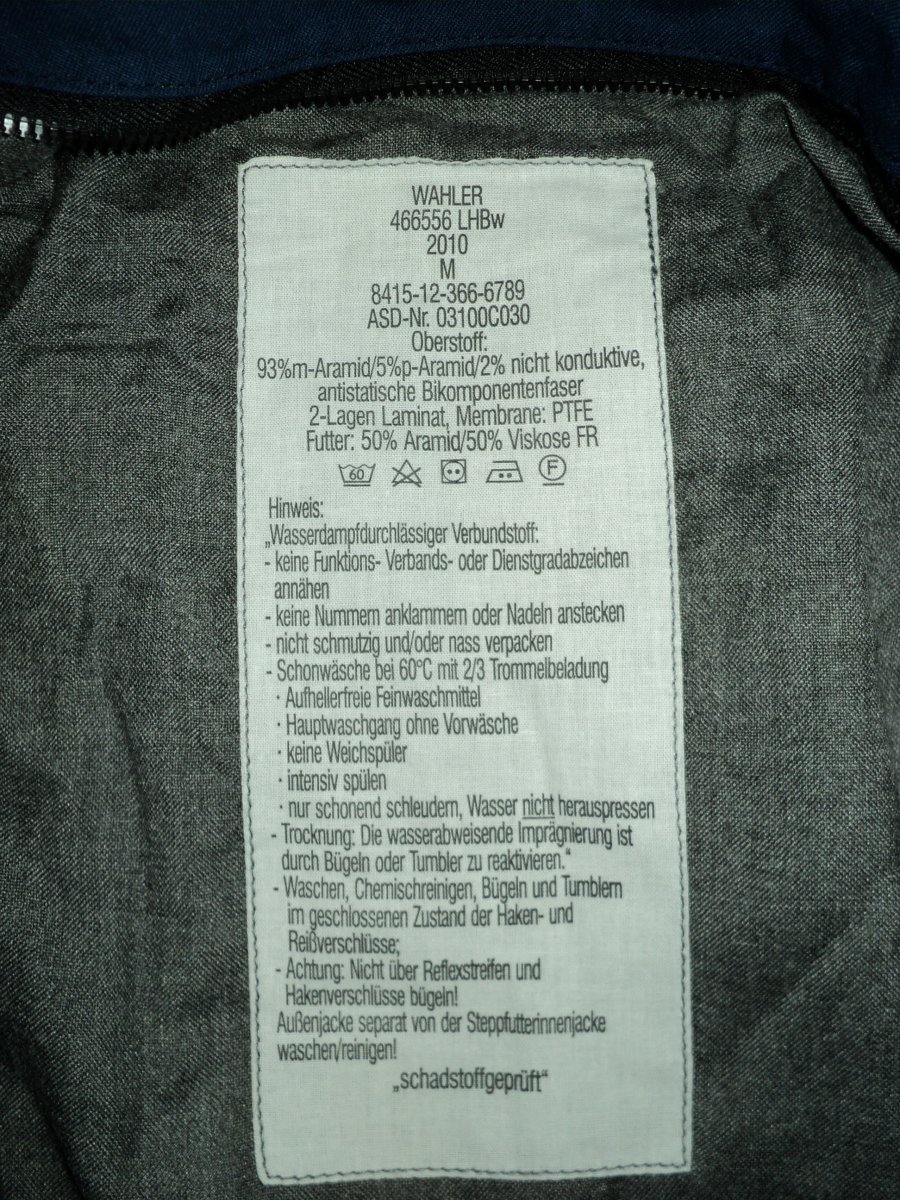 WAHLER
466556 LHBw
2010
M
8415-12-366-6789
ASD-Nr. 03100C030
Oberstoff:
93%m-Aramid/5%p-Aramid/2% nicht konduktive,
antistatische Bikomponentenfaser
2-Lagen Laminat, Membrane: PTFE
Futter: 50% Aramid/50% Viskose FR
60 F
Hinweis:
„Wasserdampfdurchlässiger Verbundstoff:
- keine Funktions- Verbands- oder Dienstgradabzeichen
annähen
- keine Nummern anklammern oder Nadeln anstecken
- nicht schmutzig und/oder nass verpacken
- Schonwäsche bei 60°C mit 2/3 Trommelbeladung
· Aufhellerfreie Feinwaschmittel
· Hauptwaschgang ohne Vorwäsche
· keine Weichspüler
· intensiv spülen
· nur schonend schleudern, Wasser nicht herauspressen
- Trocknung: Die wasserabweisende Imprägnierung ist
durch Bügeln oder Tumbler zu reaktivieren.“
- Waschen, Chemischreinigen, Bügeln und Tumblern
im geschlossenen Zustand der Haken- und
Reißverschlüsse;
- Achtung: Nicht über Reflexstreifen und
Hakenverschlüsse bügeln!
Außenjacke separat von der Steppfutterinnenjacke
waschen/reinigen!
„schadstoffgeprüft“